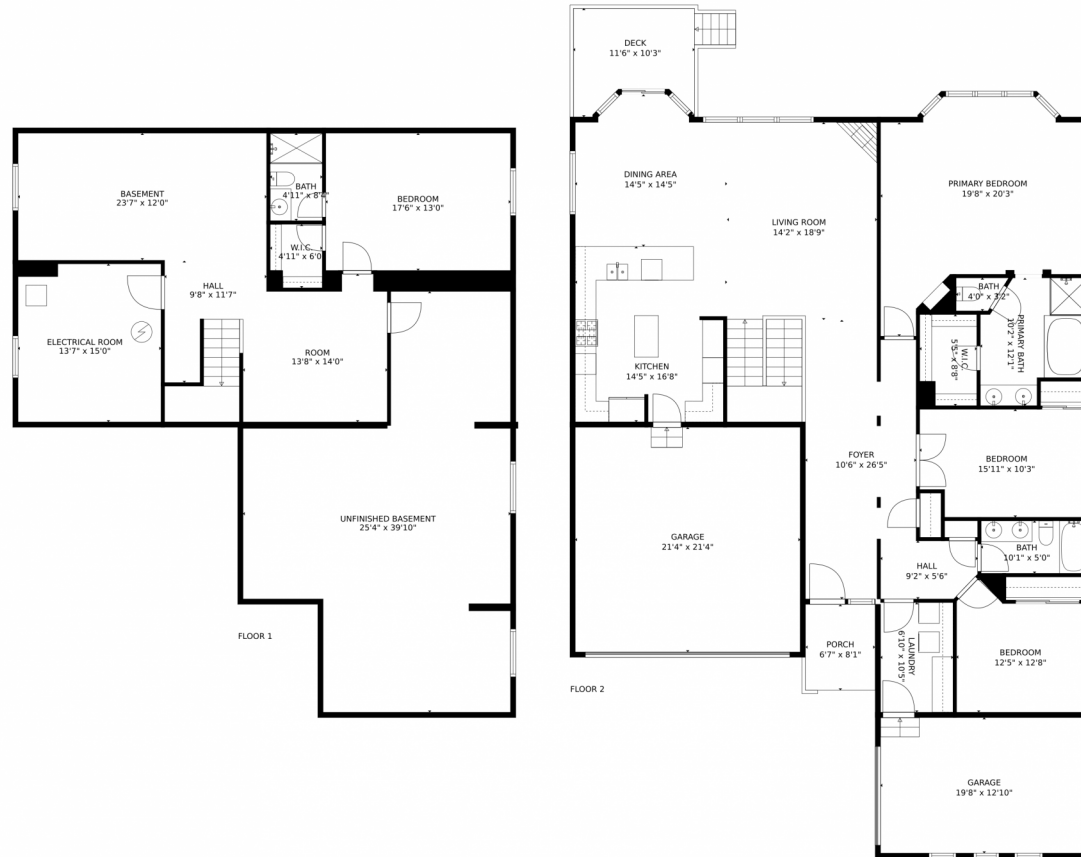 BASEMENT
23'7" x 12'0"
BATH
4'11" x 8'4"
BEDROOM
17'6" x 13'0"
W.I.C.
4'11" x 6'0"
HALL
9'8" x 11'7"
ELECTRICAL ROOM
13'7" x 15'0"
ROOM
13'8" x 14'0"
UNFINISHED BASEMENT
25'4" x 39'10"
FLOOR 1
DECK
11'6" x 10'3"
DINING AREA
14'5" x 14'5"
LIVING ROOM
14'2" x 18'9"
PRIMARY BEDROOM
19'8" x 20'3"
BATH
4'0" x 3'2"
PRIMARY BATH
10'2" x 12'1"
W.I.C.
5'5" x 8'8"
KITCHEN
14'5" x 16'8"
BEDROOM
15'11" x 10'3"
FOYER
10'6" x 26'5"
GARAGE
21'4" x 21'4"
BATH
10'1" x 5'0"
HALL
9'2" x 5'6"
PORCH
6'7" x 8'1"
LAUNDRY
6'10" x 10'5"
BEDROOM
12'5" x 12'8"
FLOOR 2
GARAGE
19'8" x 12'10"